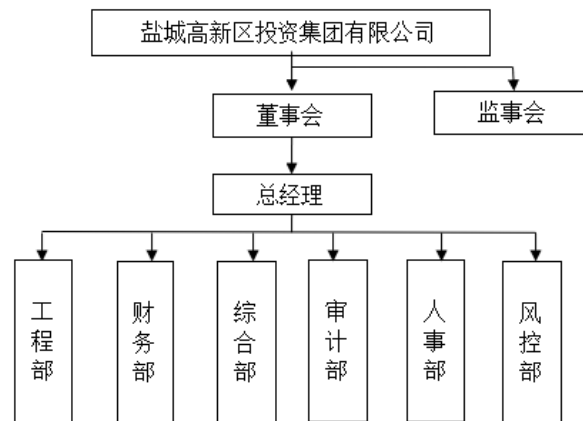 盐城高新区投资集团有限公司
董事会
监事会
总经理
工程部
财务部
综合部
审计部
人事部
风控部